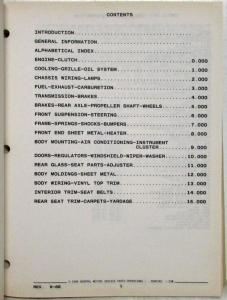 CONTENTS
INTRODUCTION
GENERAL INFORMATION
ALPHABETICAL INDEX
ENGINE-CLUTCH 0.000
COOLING-GRILLE-OIL SYSTEM 1.000
CHASSIS WIRING-LAMPS 2.000
FUEL-EXHAUST-CARBURETION 3.000
TRANSMISSION-BRAKES 4.000
BRAKES-REAR AXLE-PROPELLER SHAFT-WHEELS 5.000
FRONT SUSPENSION-STEERING 6.000
FRAME-SPRINGS-SHOCKS-BUMPERS 7.000
FRONT END SHEET METAL-HEATER 8.000
BODY MOUNTING-AIR CONDITIONING-INSTRUMENT
CLUSTER 9.000
DOORS-REGULATORS-WINDSHIELD-WIPER-WASHER 10.000
REAR GLASS-SEAT PARTS-ADJUSTER 11.000
BODY MOLDINGS-SHEET METAL 12.000
BODY WIRING-VINYL TOP TRIM 13.000
INTERIOR TRIM-SEAT BELTS 14.000
REAR SEAT TRIM-CARPETS-YARDAGE 15.000
GENERAL MOTORS SERVICE PARTS OPERATIONS
REV.